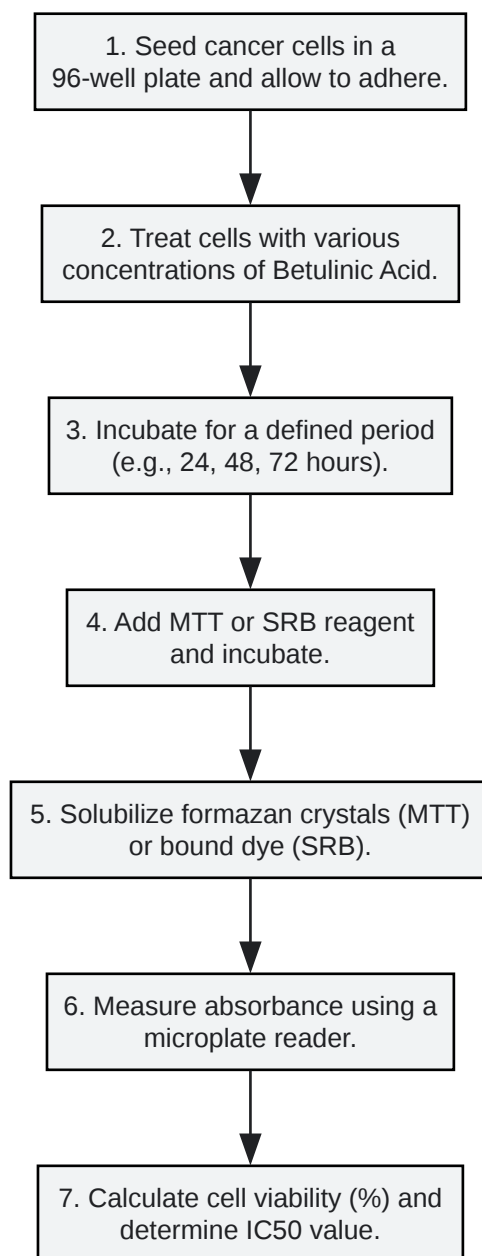 1. Seed cancer cells in a
96-well plate and allow to adhere.
2. Treat cells with various
concentrations of Betulinic Acid.
3. Incubate for a defined period
(e.g., 24, 48, 72 hours).
4. Add MTT or SRB reagent
and incubate.
5. Solubilize formazan crystals (MTT)
or bound dye (SRB).
6. Measure absorbance using a
microplate reader.
7. Calculate cell viability (%) and
determine IC50 value.